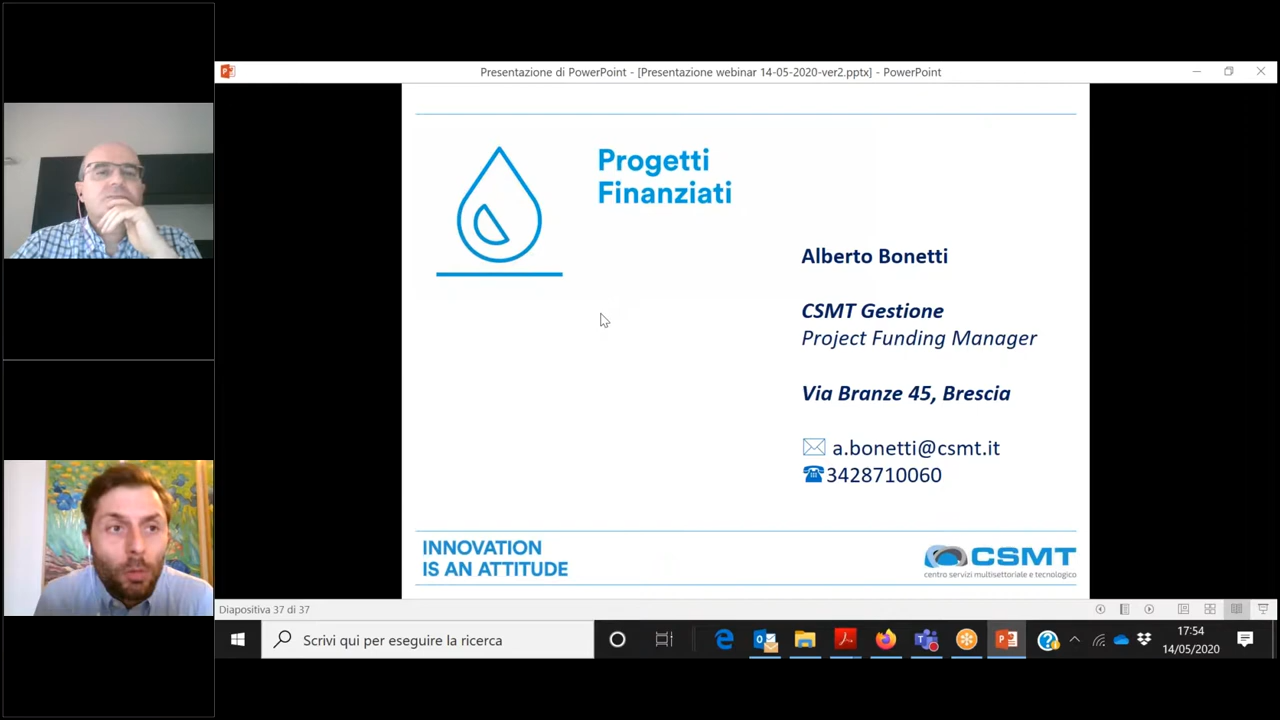 Presentazione di PowerPoint - [Presentazione webinar 14-05-2020-ver2.pptx] - PowerPoint
Progetti
Finanziati
Alberto Bonetti
CSMT Gestione
Project Funding Manager
Via Branze 45, Brescia
a.bonetti@csmt.it
3428710060
INNOVATION
IS AN ATTITUDE
CSMT
centro servizi multisettoriale e tecnologico
Diapositiva 37 di 37
Scrivi qui per eseguire la ricerca
17:54
14/05/2020